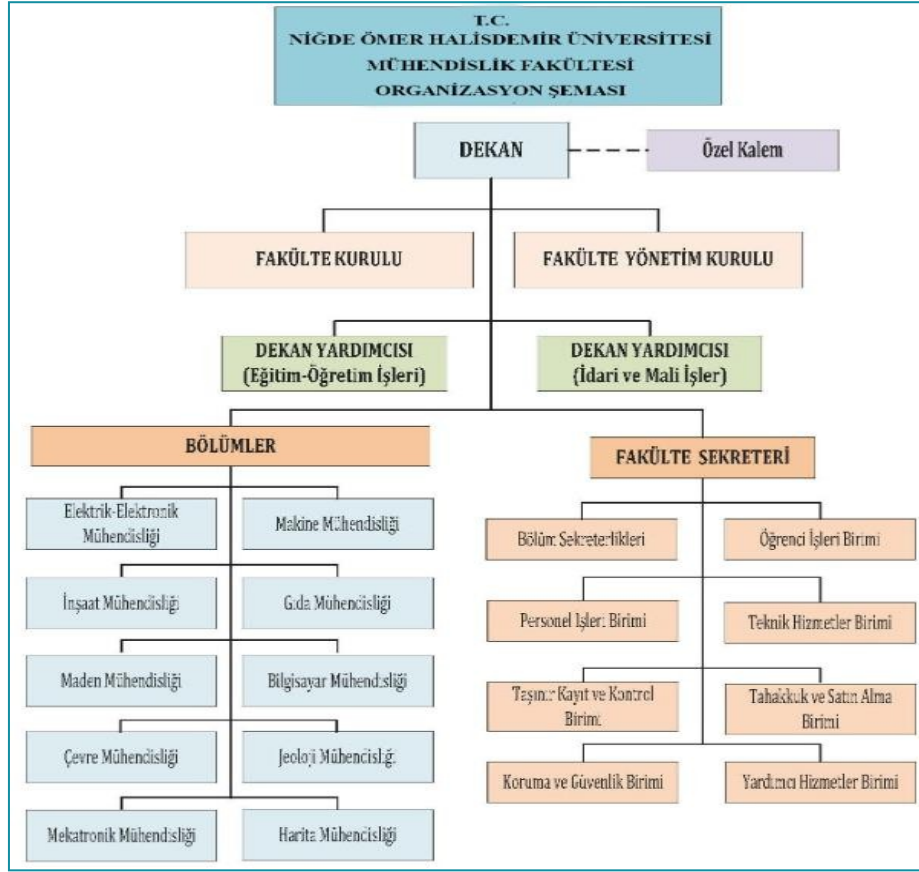 T.C.
NİĞDE ÖMER HALİSDEMİR ÜNİVERSİTESİ
MÜHENDİSLİK FAKÜLTESİ
ORGANİZASYON ŞEMASI
DEKAN
Özel Kalem
FAKÜLTE KURULU
FAKÜLTE YÖNETİM KURULU
DEKAN YARDIMCISI
(Eğitim-Öğretim İşleri)
DEKAN YARDIMCISI
(İdari ve Mali İşler)
BÖLÜMLER
Elektrik-Elektronik
Mühendisliği
Makine Mühendisliği
İnşaat Mühendisliği
Gıda Mühendisliği
Maden Mühendisliği
Bilgisayar Mühendisliği
Çevre Mühendisliği
Jeoloji Mühendisliği
Mekatronik Mühendisliği
Harita Mühendisliği
FAKÜLTE SEKRETERİ
Bölüm Sekreterlikleri
Öğrenci İşleri Birimi
Personel İşleri Birimi
Teknik Hizmetler Birimi
Taşınır Kayıt ve Kontrol
Birimi
Tahakkuk ve Satın Alma
Birimi
Koruma ve Güvenlik Birimi
Yardımcı Hizmetler Birimi